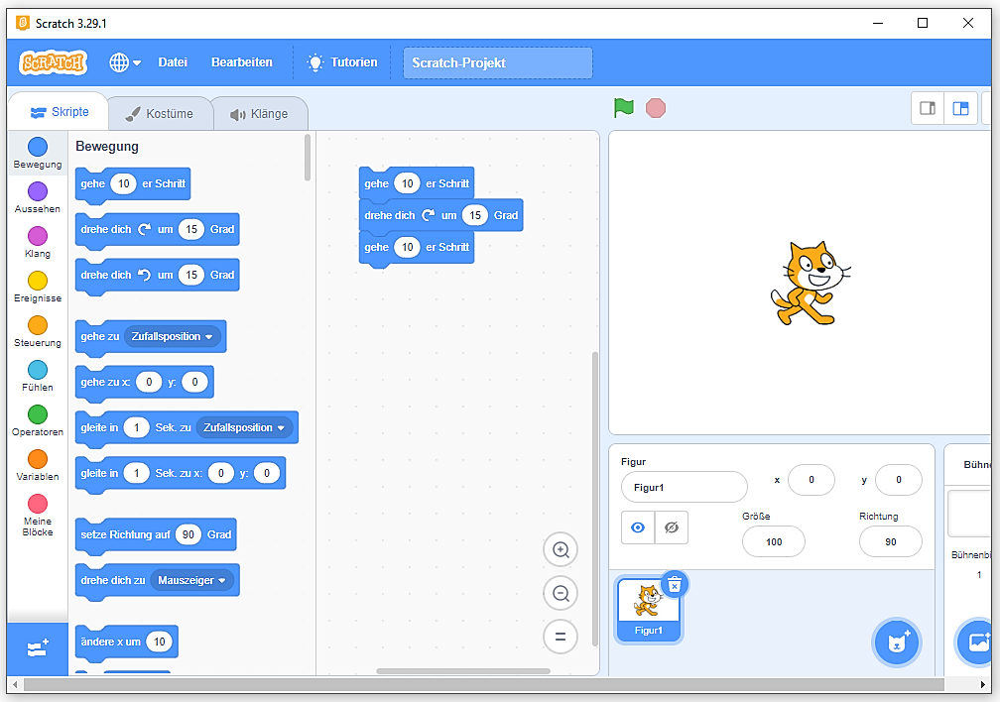 Scratch 3.29.1
SCRATCH
Datei
Bearbeiten
Tutorien
Scratch-Projekt
Skripte
Kostüme
Klänge
Bewegung
Aussehen
Klang
Ereignisse
Steuerung
Fühlen
Operatoren
Variablen
Meine
Blöcke
Bewegung
gehe 10 er Schritt
drehe dich um 15 Grad
drehe dich um 15 Grad
gehe zu Zufallsposition
gehe zu x: 0 y: 0
gleite in 1 Sek. zu Zufallsposition
gleite in 1 Sek. zu x: 0 y: 0
setze Richtung auf 90 Grad
drehe dich zu Mauszeiger
ändere x um 10
gehe 10 er Schritt
drehe dich um 15 Grad
gehe 10 er Schritt
Figur
Figur1
x 0
y 0
Größe
100
Richtung
90
Figur1
Bühne
Bühnenbi
1